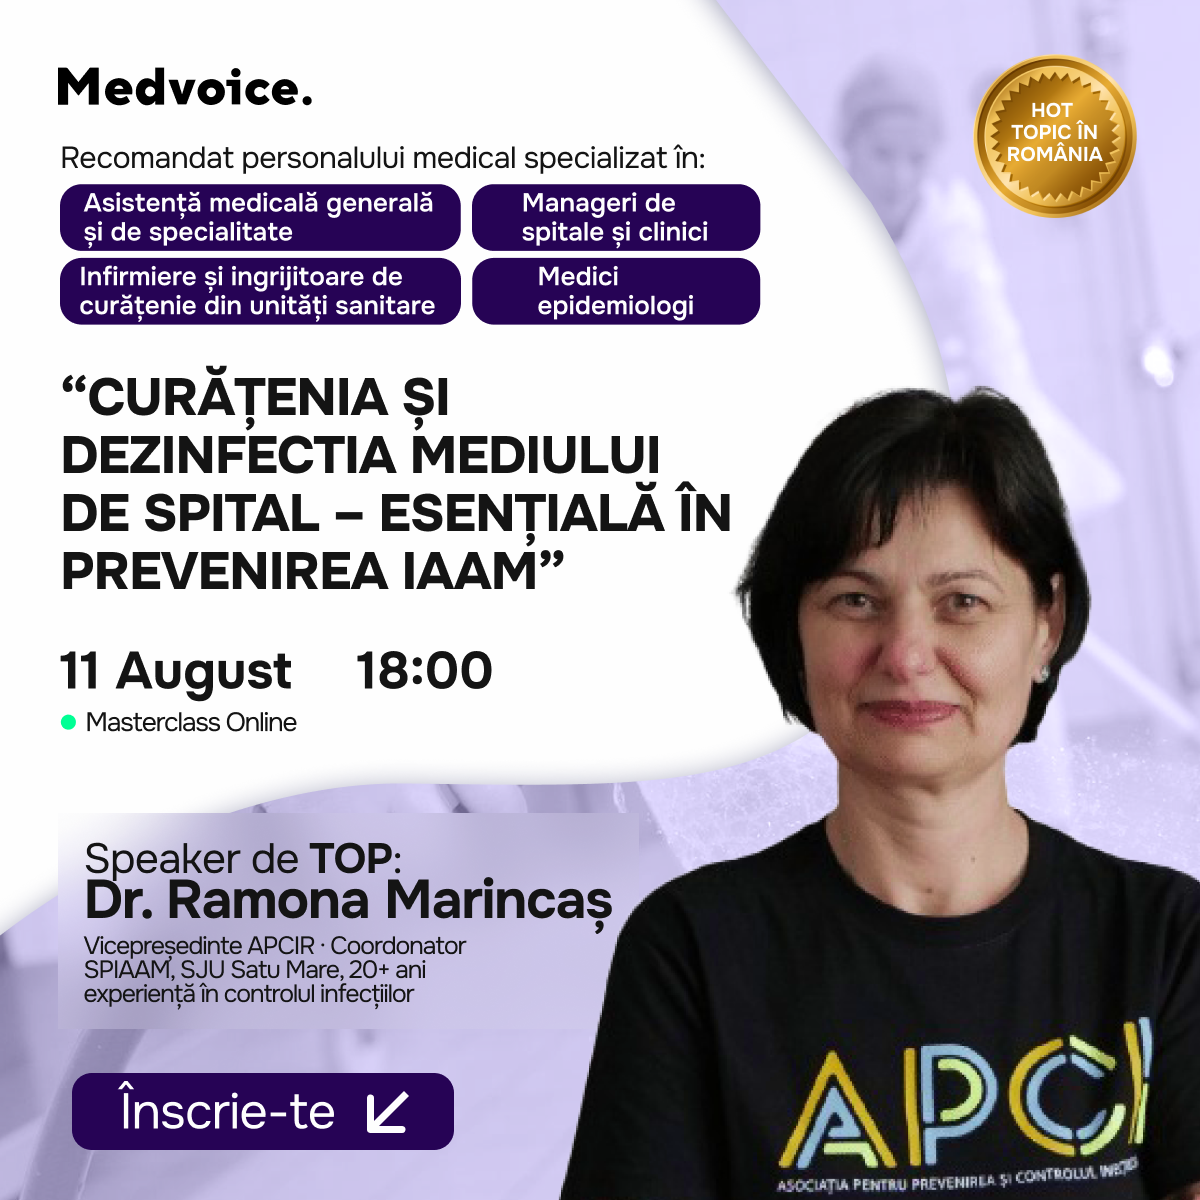 Medvoice.
HOT
TOPIC ÎN
ROMÂNIA
Recomandat personalului medical specializat în:
Asistență medicală generală
și de specialitate
Manageri de
spitale și clinici
Infirmiere și ingrijitoare de
curățenie din unități sanitare
Medici
epidemiologi
“CURĂȚENIA ȘI
DEZINFECTIA MEDIULUI
DE SPITAL – ESENȚIALĂ ÎN
PREVENIREA IAAM”
11 August 18:00
Masterclass Online
Speaker de TOP:
Dr. Ramona Marincaș
Vicepreședinte APCIR · Coordonator
SPIAAM, SJU Satu Mare, 20+ ani
experiență în controlul infecțiilor
Înscrie-te
APCI
ASOCIAȚIA PENTRU PREVENIREA ȘI CONTROLUL